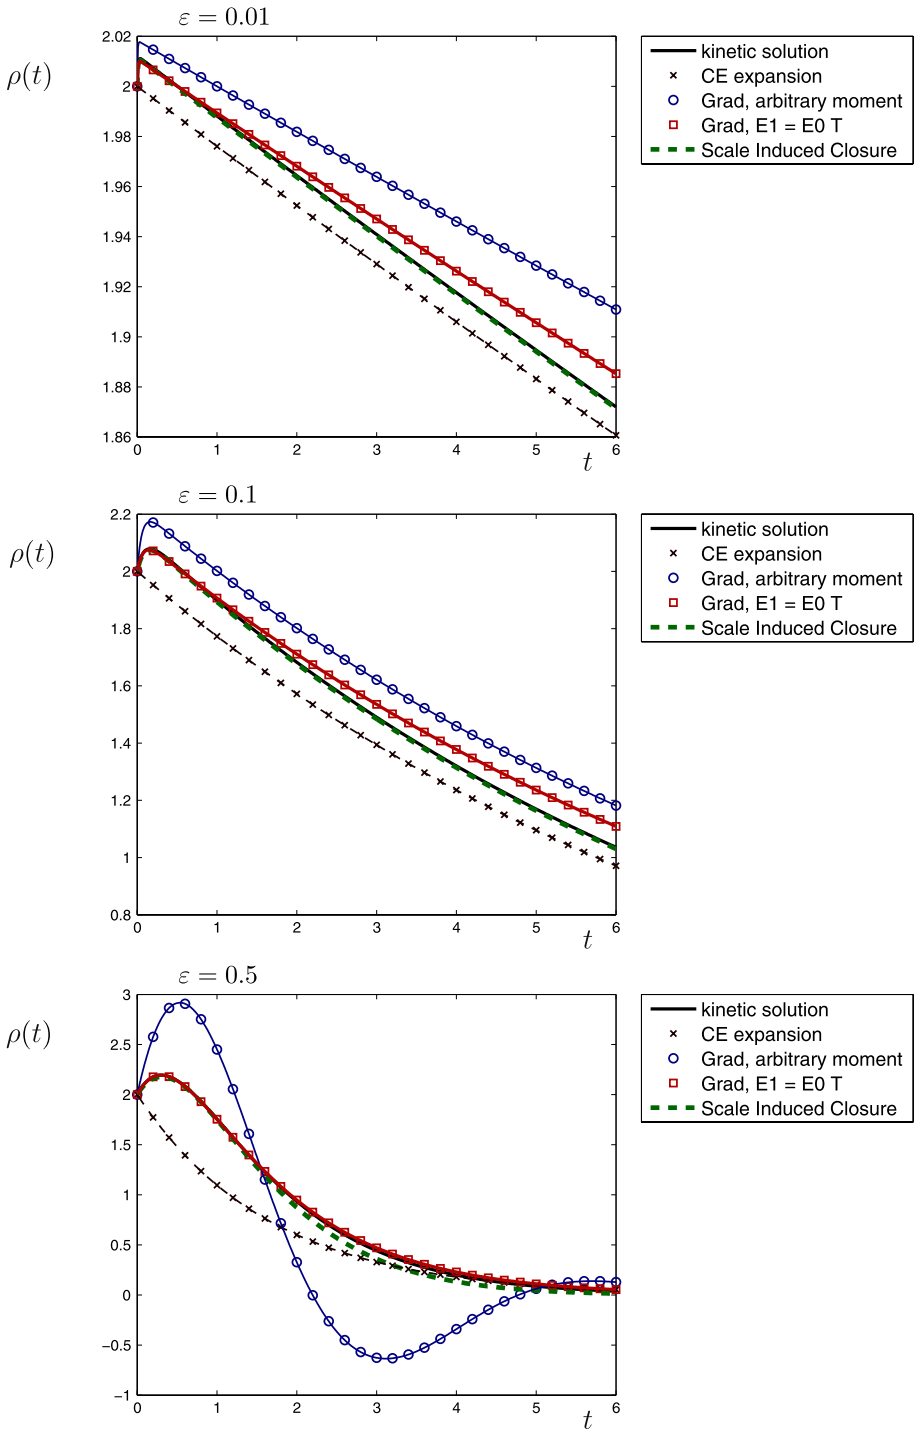 ε = 0.01
ρ(t)
2.02
2
1.98
1.96
1.94
1.92
1.9
1.88
1.86
0 1 2 3 4 5 6
t
kinetic solution
CE expansion
Grad, arbitrary moment
Grad, E1 = E0 T
Scale Induced Closure
ε = 0.1
ρ(t)
2.2
2
1.8
1.6
1.4
1.2
1
0.8
0 1 2 3 4 5 6
t
kinetic solution
CE expansion
Grad, arbitrary moment
Grad, E1 = E0 T
Scale Induced Closure
ε = 0.5
ρ(t)
3
2.5
2
1.5
1
0.5
0
−0.5
−1
0 1 2 3 4 5 6
t
kinetic solution
CE expansion
Grad, arbitrary moment
Grad, E1 = E0 T
Scale Induced Closure